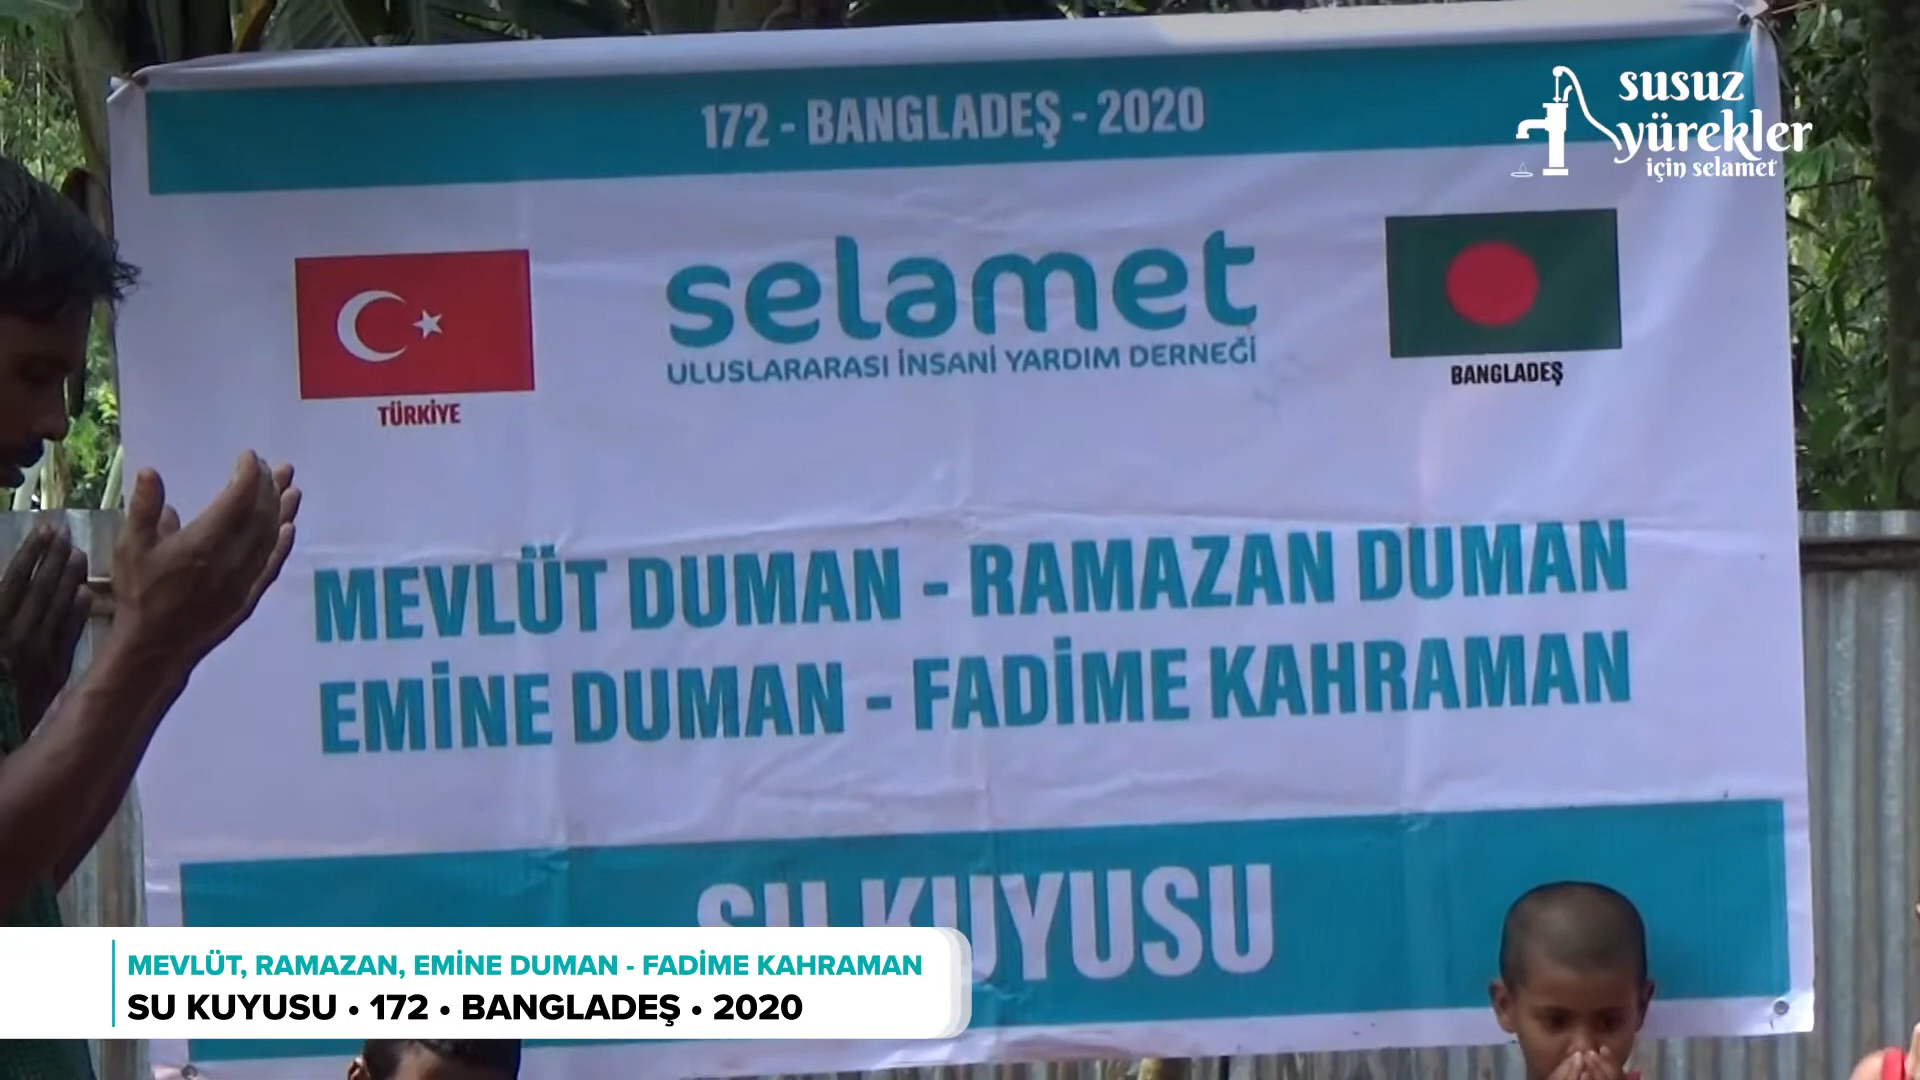 172 - BANGLADEŞ - 2020
susuz
yürekler
için selamet
selamet
ULUSLARARASI İNSANİ YARDIM DERNEĞİ
TÜRKİYE
BANGLADEŞ
MEVLÜT DUMAN - RAMAZAN DUMAN
EMİNE DUMAN - FADİME KAHRAMAN
SU KUYUSU
MEVLÜT, RAMAZAN, EMİNE DUMAN - FADİME KAHRAMAN
SU KUYUSU • 172 • BANGLADEŞ • 2020